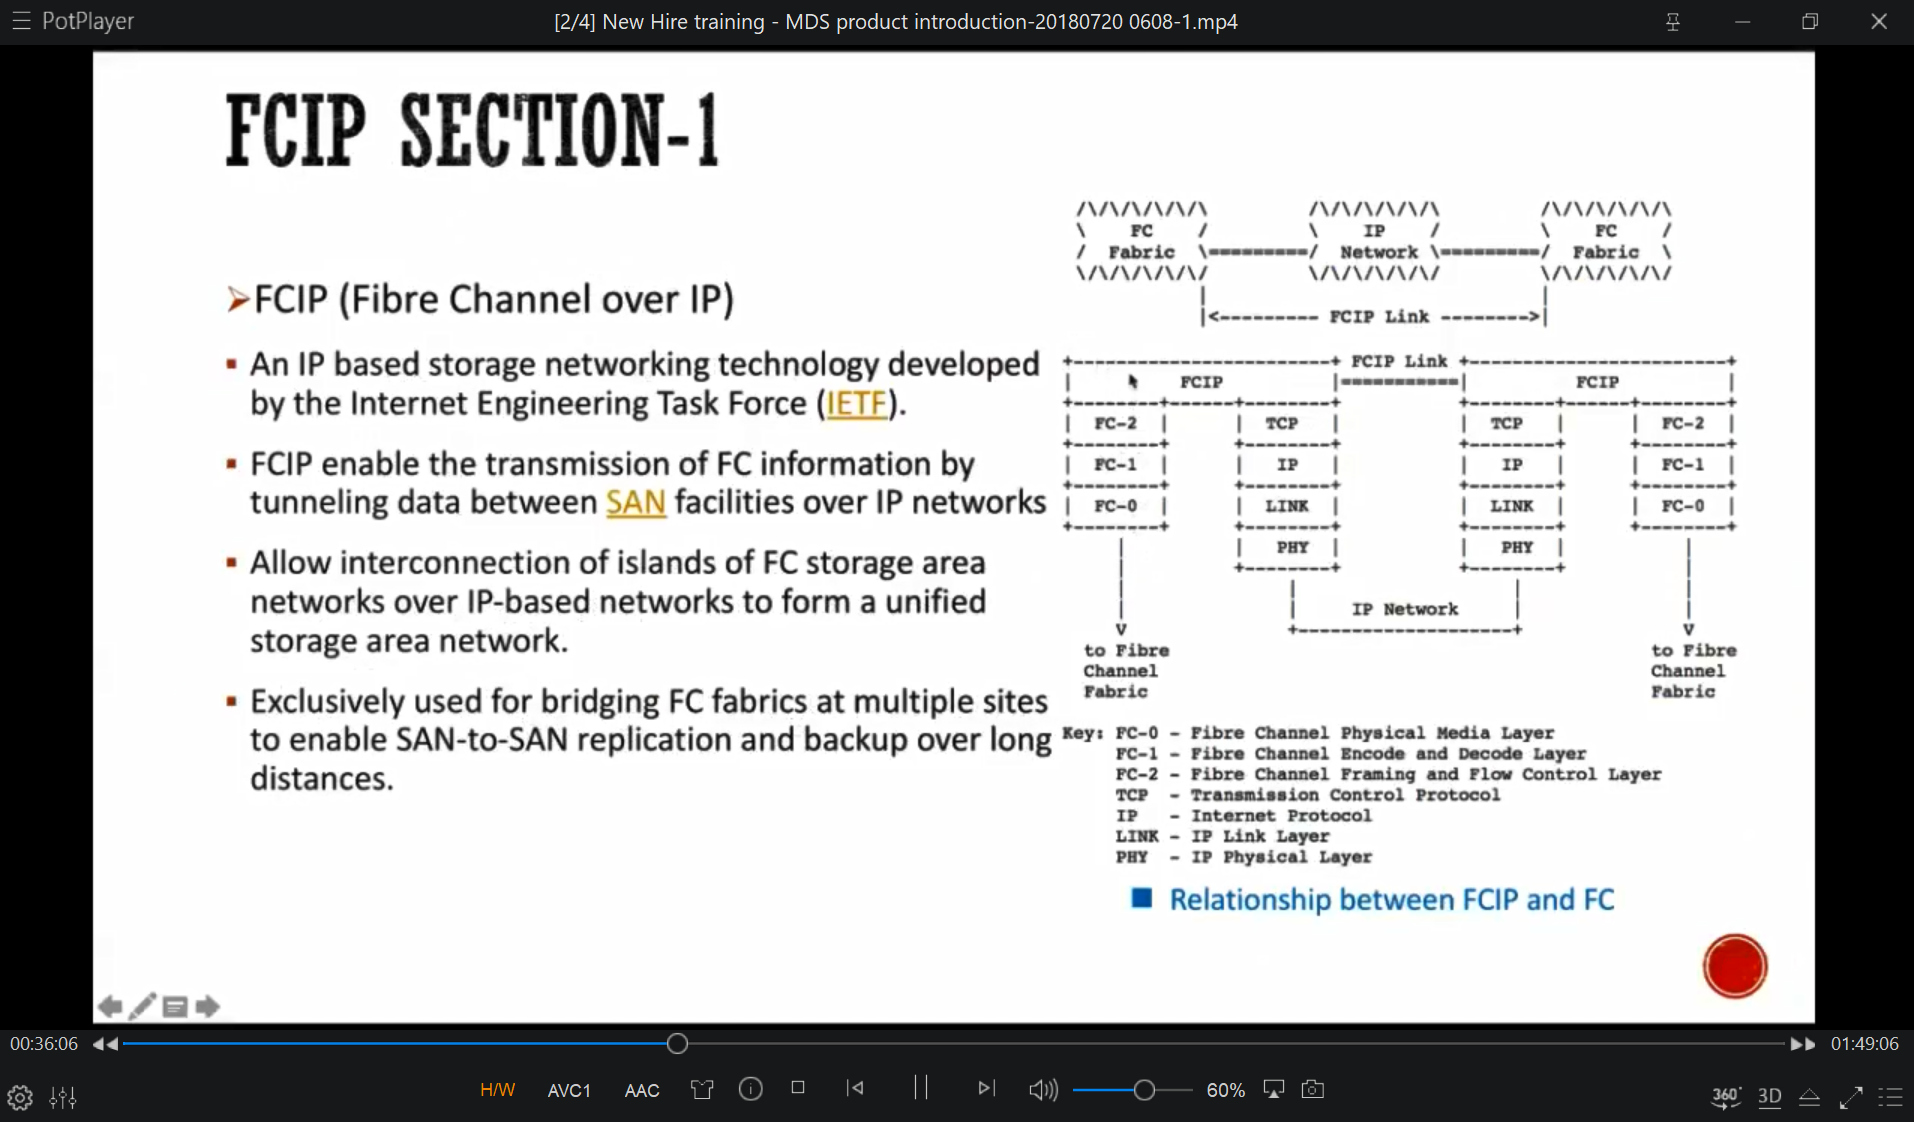 PotPlayer
[2/4] New Hire training - MDS product introduction-20180720 0608-1.mp4
FCIP SECTION-1
➢FCIP (Fibre Channel over IP)
▪ An IP based storage networking technology developed
by the Internet Engineering Task Force (IETF).
▪ FCIP enable the transmission of FC information by
tunneling data between SAN facilities over IP networks
▪ Allow interconnection of islands of FC storage area
networks over IP-based networks to form a unified
storage area network.
▪ Exclusively used for bridging FC fabrics at multiple sites
to enable SAN-to-SAN replication and backup over long
distances.
/\/\/\/\/\/\ /\/\/\/\/\/\ /\/\/\/\/\/\
\ FC / \ IP / \ FC /
/ Fabric \=========/ Network \=========/ Fabric \
\/\/\/\/\/\/ \/\/\/\/\/\/ \/\/\/\/\/\/
|<--------- FCIP Link -------->|
+------------------------+ FCIP Link +------------------------+
| FCIP |===========| FCIP |
+--------+------+--------+ +--------+------+--------+
| FC-2 | | TCP | | TCP | | FC-2 |
+--------+ +--------+ +--------+ +--------+
| FC-1 | | IP | | IP | | FC-1 |
+--------+ +--------+ +--------+ +--------+
| FC-0 | | LINK | | LINK | | FC-0 |
+--------+ +--------+ +--------+ +--------+
| | PHY | | PHY | |
| +--------+ +--------+ |
| | IP Network | |
V +---------------------+ V
to Fibre to Fibre
Channel Channel
Fabric Fabric
Key: FC-0 - Fibre Channel Physical Media Layer
FC-1 - Fibre Channel Encode and Decode Layer
FC-2 - Fibre Channel Framing and Flow Control Layer
TCP - Transmission Control Protocol
IP - Internet Protocol
LINK - IP Link Layer
PHY - IP Physical Layer
■ Relationship between FCIP and FC
00:36:06 01:49:06
H/W AVC1 AAC 60% 360° 3D